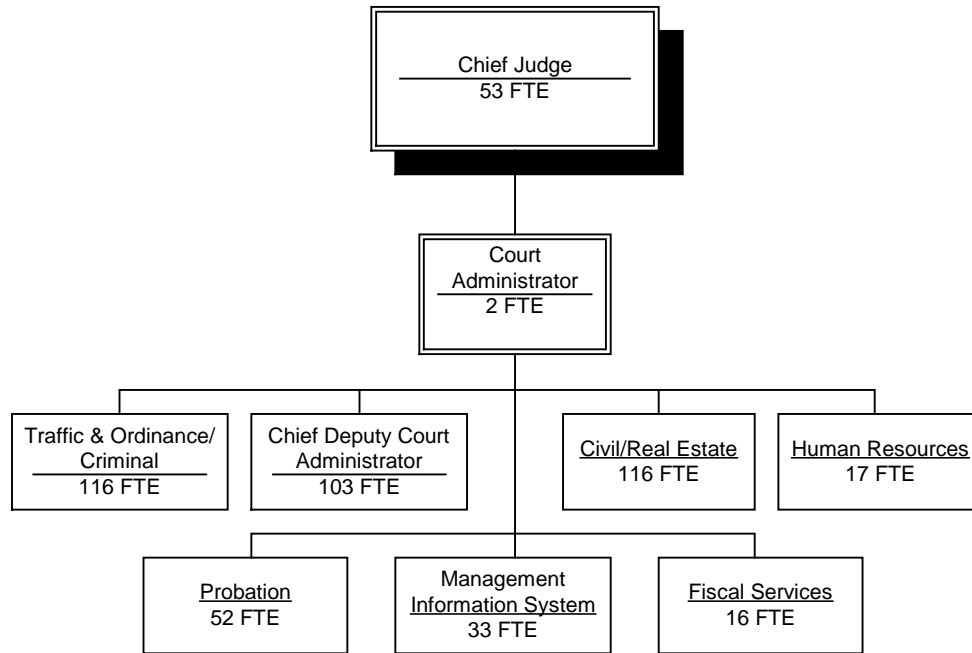 Chief Judge
53 FTE
Court
Administrator
2 FTE
Traffic & Ordinance/
Criminal
116 FTE
Chief Deputy Court
Administrator
103 FTE
Civil/Real Estate
116 FTE
Human Resources
17 FTE
Probation
52 FTE
Management
Information System
33 FTE
Fiscal Services
16 FTE